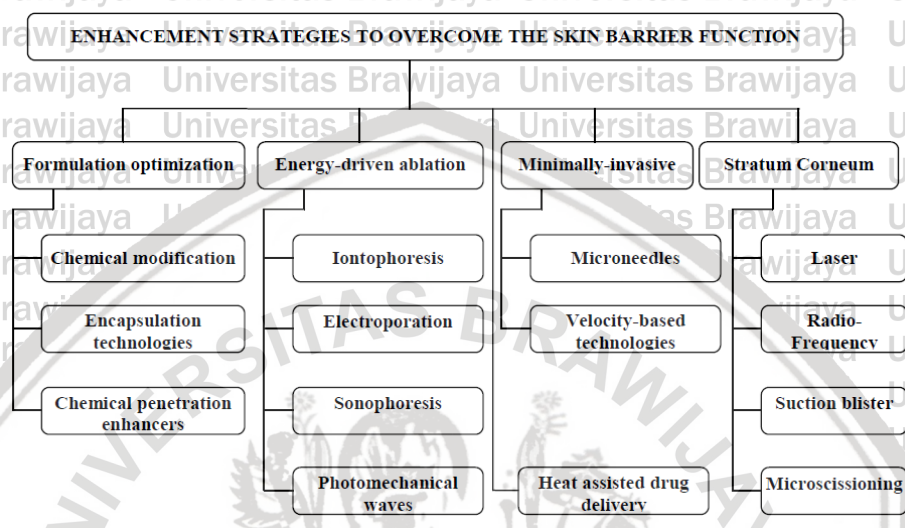 ENHANCEMENT STRATEGIES TO OVERCOME THE SKIN BARRIER FUNCTION
Formulation optimization
Chemical modification
Encapsulation
technologies
Chemical penetration
enhancers
Energy-driven ablation
Iontophoresis
Electroporation
Sonophoresis
Photomechanical
waves
Minimally-invasive
Microneedles
Velocity-based
technologies
Heat assisted drug
delivery
Stratum Corneum
Laser
Radio-
Frequency
Suction blister
Microscissioning
rawijaya Universitas Brawijaya Universitas Brawijaya
UNIVERSITAS BRAWIJAYA